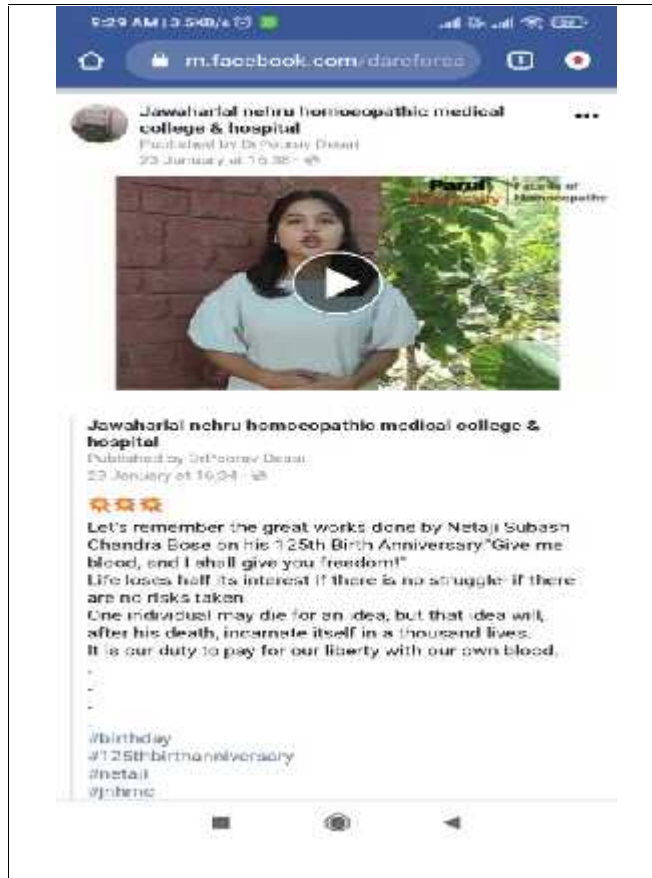 9:29 AM | 3.5KB/s
m.facebook.com/dareforea
Jawaharlal nehru homoeopathic medical
college & hospital
Published by Dr Pourav Desai
23 January at 16:36
Parul University Faculty of
Homoeopathy
Jawaharlal nehru homoeopathic medical college &
hospital
Published by Dr Pourav Desai
23 January at 16:34
Let's remember the great works done by Netaji Subash
Chandra Bose on his 125th Birth Anniversary."Give me
blood, and I shall give you freedom!"
Life loses half its interest if there is no struggle- if there
are no risks taken
One individual may die for an idea, but that idea will,
after his death, incarnate itself in a thousand lives.
It is our duty to pay for our liberty with our own blood.
.
.
.
.
#birthday
#125thbirthanniversary
#netaji
#jnhmc